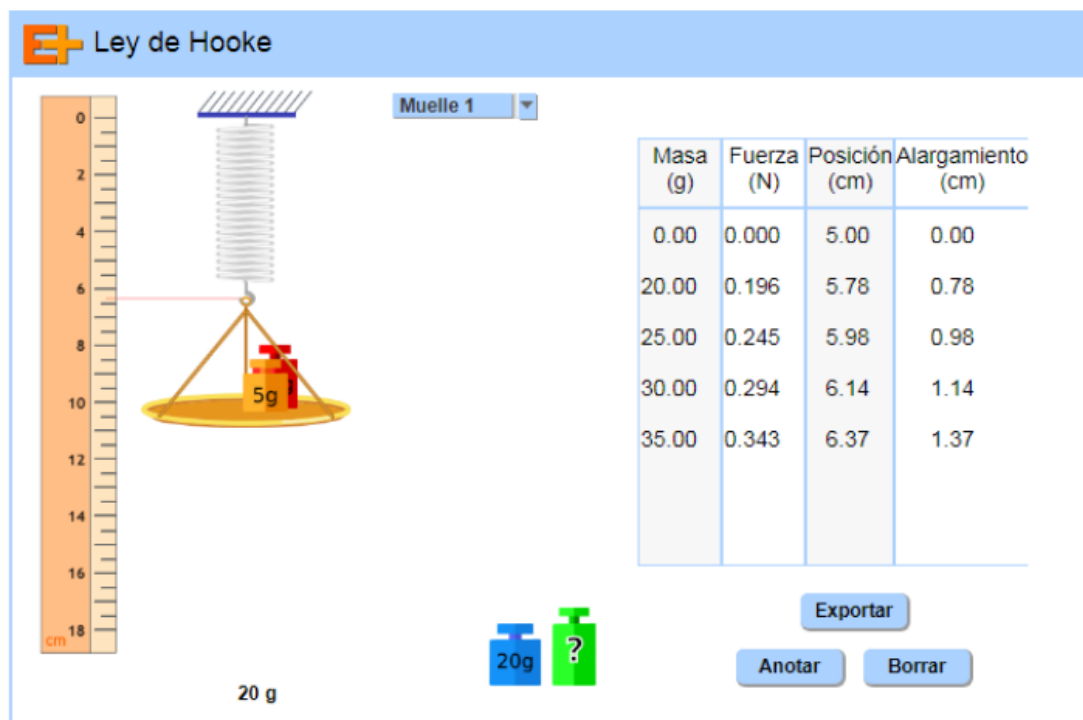 E+ Ley de Hooke
Muelle 1
0
2
4
6
8
10
12
14
16
18
cm
5g
20g
?
20 g
Masa Fuerza Posición Alargamiento
(g) (N) (cm) (cm)
0.00 0.000 5.00 0.00
20.00 0.196 5.78 0.78
25.00 0.245 5.98 0.98
30.00 0.294 6.14 1.14
35.00 0.343 6.37 1.37
Exportar
Anotar Borrar